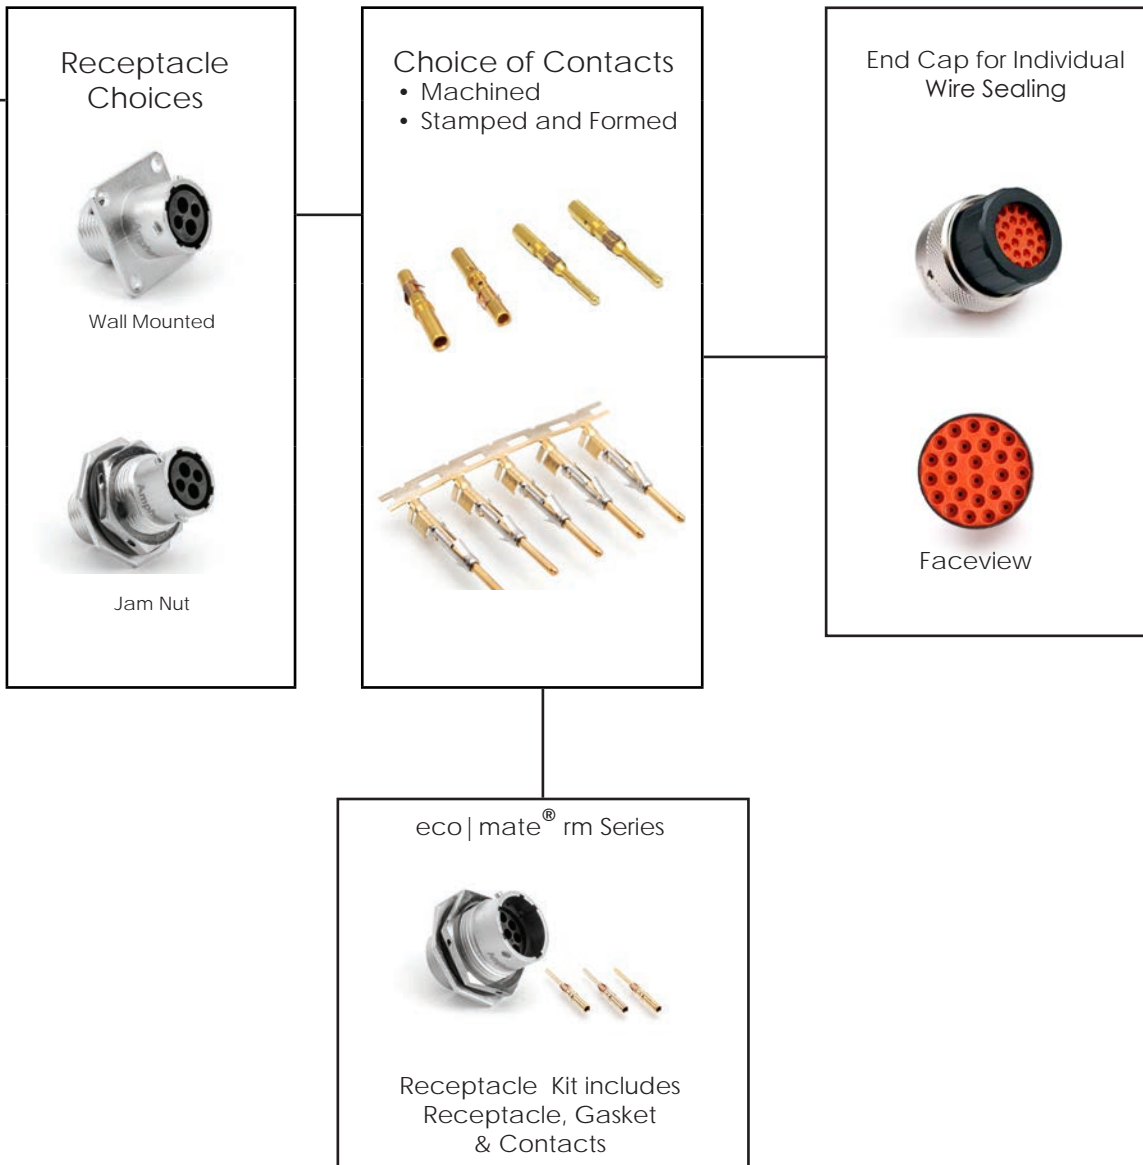 Receptacle
Choices
Wall Mounted
Jam Nut
Choice of Contacts
• Machined
• Stamped and Formed
End Cap for Individual
Wire Sealing
Faceview
eco|mate® rm Series
Receptacle Kit includes
Receptacle, Gasket
& Contacts